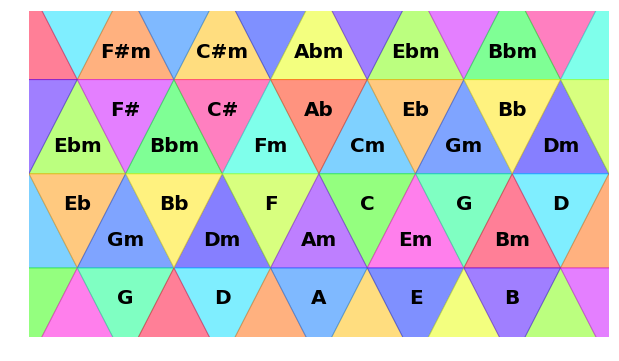 F#m C#m Abm Ebm Bbm
F# C# Ab Eb Bb
Ebm Bbm Fm Cm Gm Dm
Eb Bb F C G D
Gm Dm Am Em Bm
G D A E B